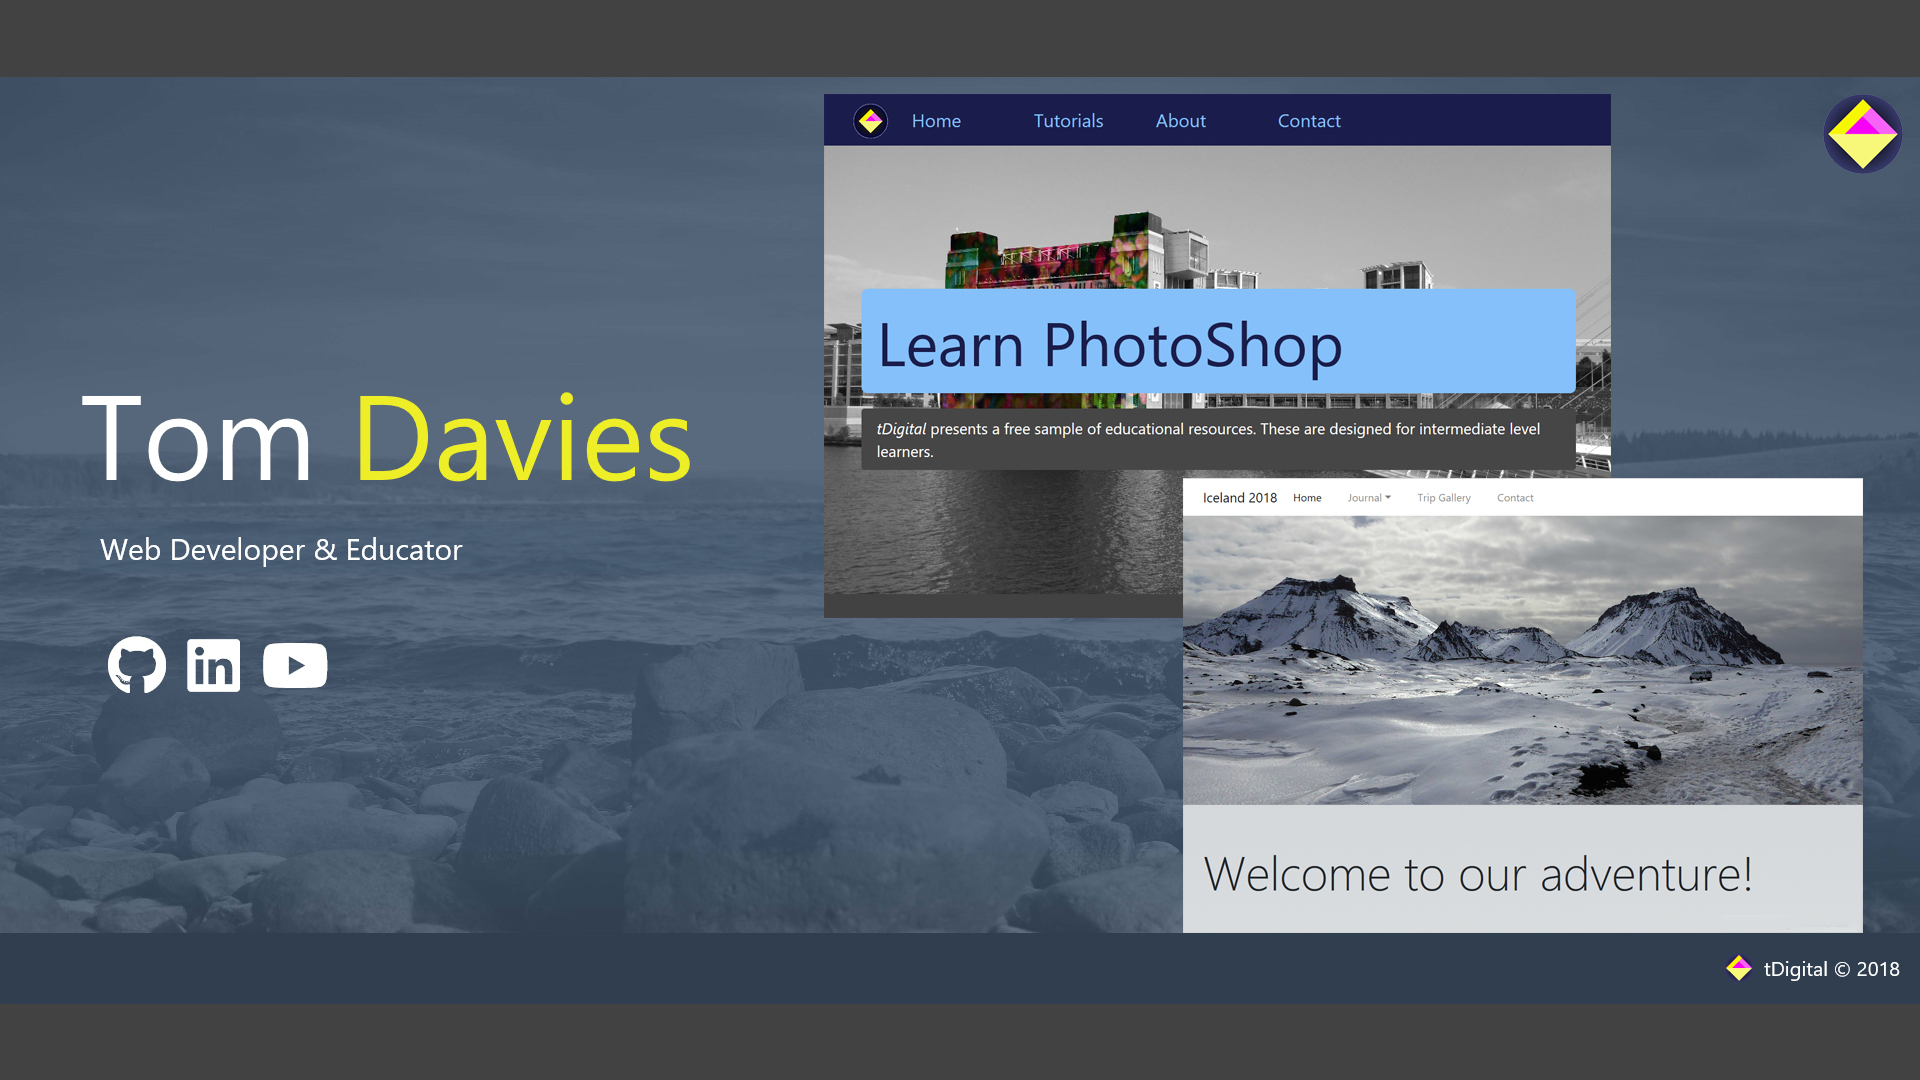 Tom Davies
Web Developer & Educator
in
Home Tutorials About Contact
Learn PhotoShop
tDigital presents a free sample of educational resources. These are designed for intermediate level
learners.
Iceland 2018 Home Journal Trip Gallery Contact
Welcome to our adventure!
tDigital © 2018